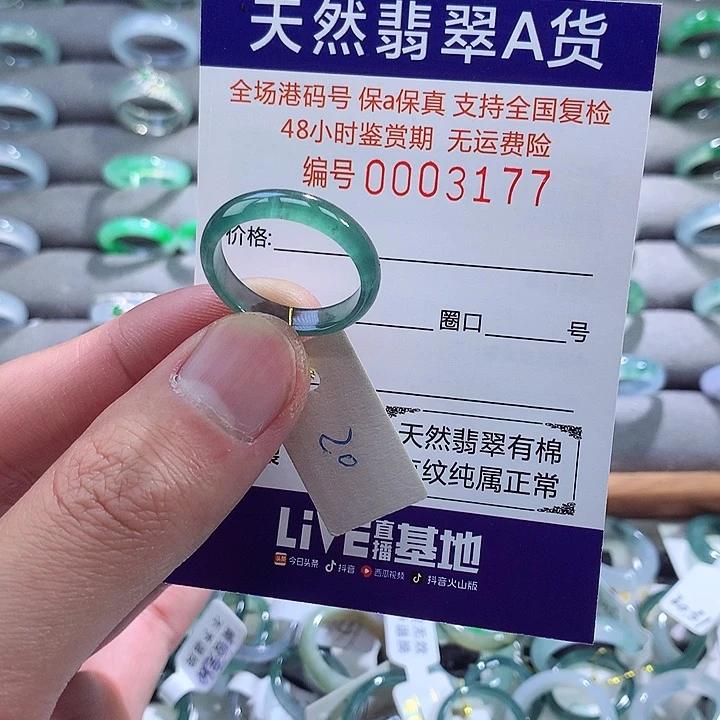 天然翡翠A货
全场港码号 保a保真 支持全国复检
48小时鉴赏期 无运费险
编号 0003177
价格:
圈口 号
天然翡翠有棉
纹纯属正常
20
LiVE直播基地
头条 今日头条 抖音 西瓜视频 抖音火山版